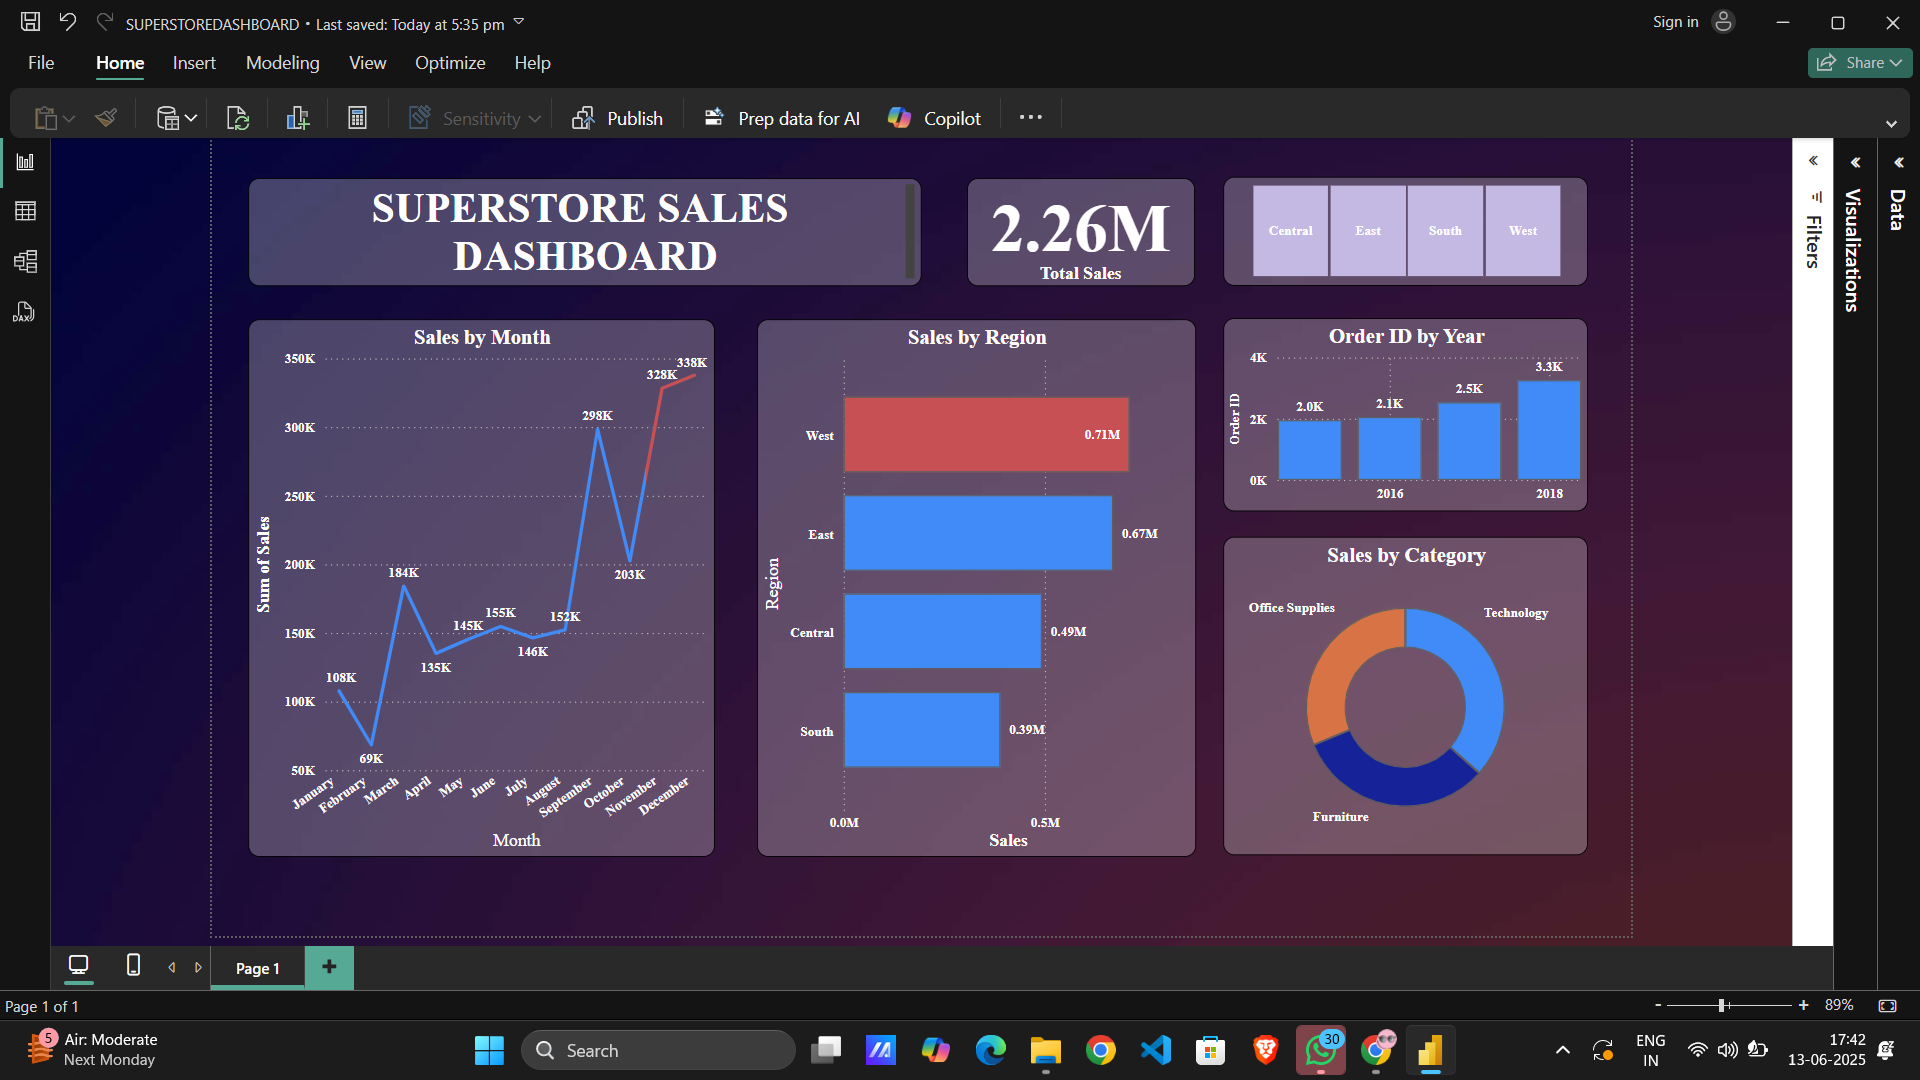 SUPERSTOREDASHBOARD • Last saved: Today at 5:35 pm
Sign in
File Home Insert Modeling View Optimize Help
Share
Sensitivity
Publish
Prep data for AI
Copilot
SUPERSTORE SALES
DASHBOARD
2.26M
Total Sales
Central East South West
Filters
Visualizations
Data
Sales by Month
350K
300K
250K
200K
150K
100K
50K
Sum of Sales
108K
69K
184K
135K
145K
155K
146K
152K
298K
203K
328K
338K
January February March April May June July August September October November December
Month
Sales by Region
Region
West 0.71M
East 0.67M
Central 0.49M
South 0.39M
0.0M 0.5M
Sales
Order ID by Year
Order ID
4K
2K
0K
2.0K 2.1K 2.5K 3.3K
2016 2018
Sales by Category
Office Supplies
Technology
Furniture
Page 1
+
Page 1 of 1
- + 89%
5
Air: Moderate
Next Monday
Search
DAX
30
ENG
IN
17:42
13-06-2025